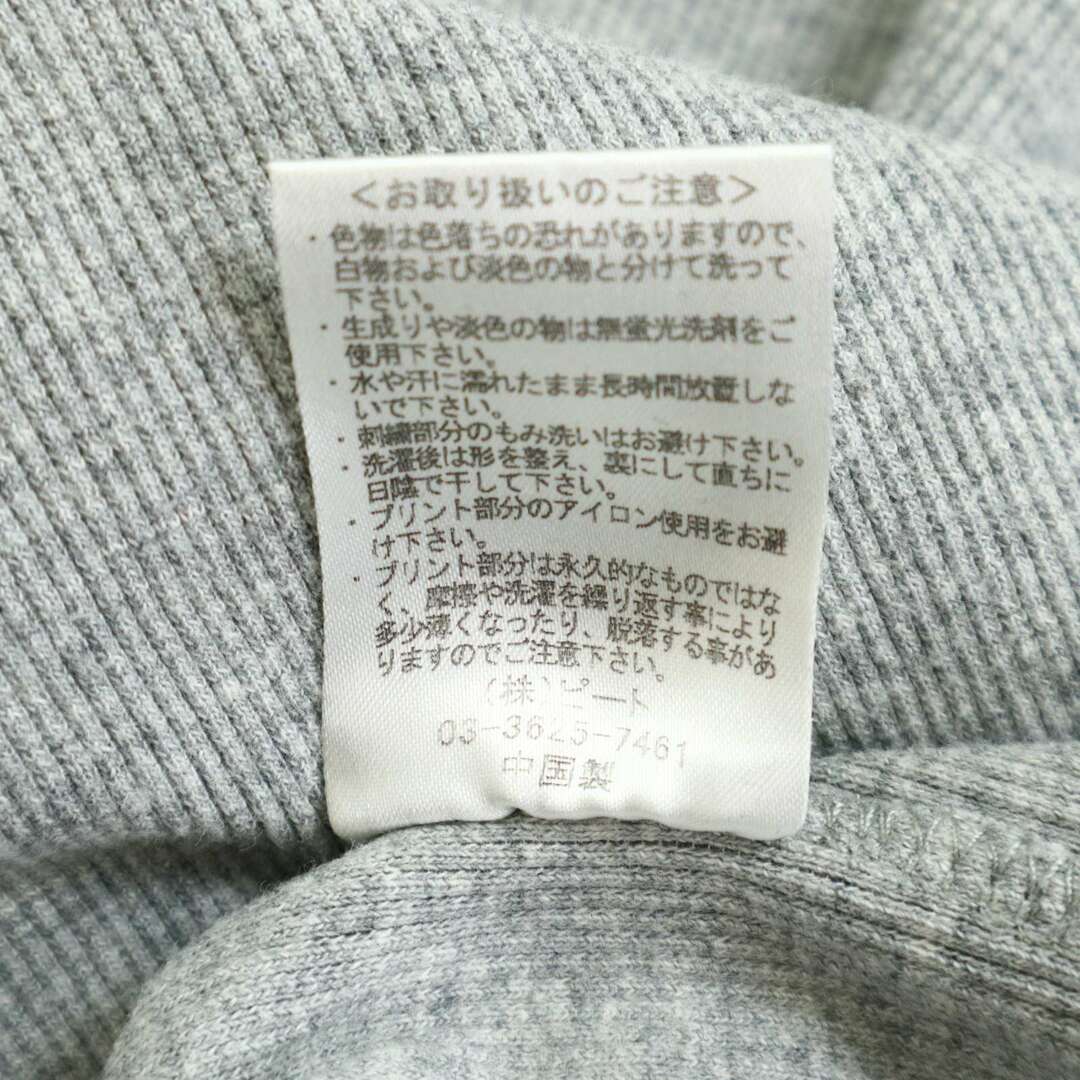 ＜お取り扱いのご注意＞
・色物は色落ちの恐れがありますので、
白物および淡色の物と分けて洗って
下さい。
・生成りや淡色の物は無蛍光洗剤をご
使用下さい。
・水や汗に濡れたまま長時間放置しな
いで下さい。
・刺繍部分のもみ洗いはお避け下さい。
・洗濯後は形を整え、裏にして直ちに
日陰で干して下さい。
・プリント部分のアイロン使用をお避
け下さい。
・プリント部分は永久的なものではな
く、摩擦や洗濯を繰り返す事により
多少薄くなったり、脱落する事があ
りますのでご注意下さい。
(株)ピート
03-3625-7461
中国製